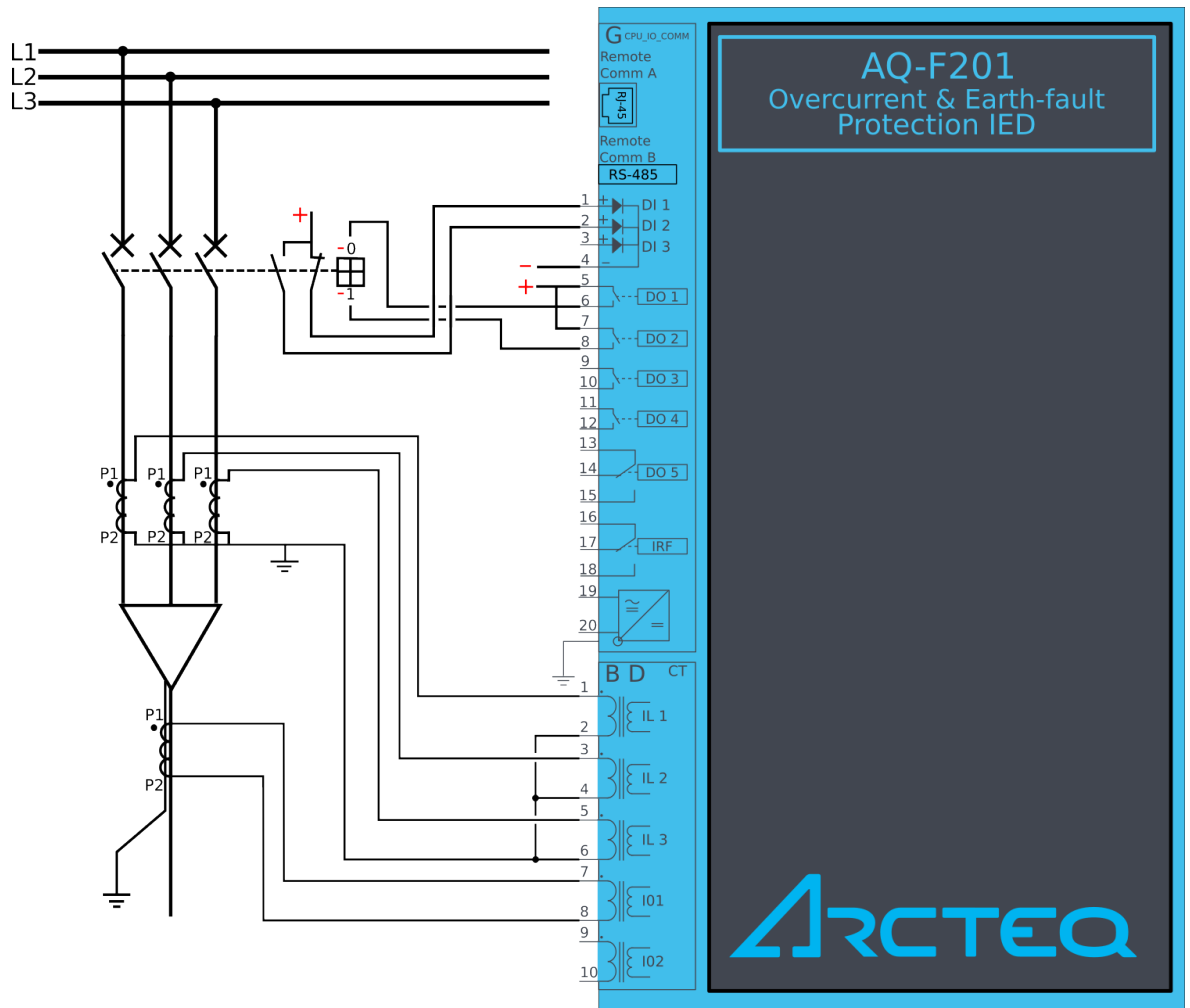 L1
L2
L3
G CPU_IO_COMM
Remote
Comm A
RJ-45
Remote
Comm B
RS-485
AQ-F201
Overcurrent & Earth-fault
Protection IED
1 + DI 1
2 + DI 2
3 + DI 3
4 −
+
-0
-1
−
+
5
6 DO 1
7
8 DO 2
9
10 DO 3
11
12 DO 4
13
14 DO 5
15
16
17 IRF
18
19
20
P1 P1 P1
P2 P2 P2
B D CT
1
2 IL 1
3
4 IL 2
5
6 IL 3
7
8 I01
9
10 I02
P1
P2
ARCTEQ